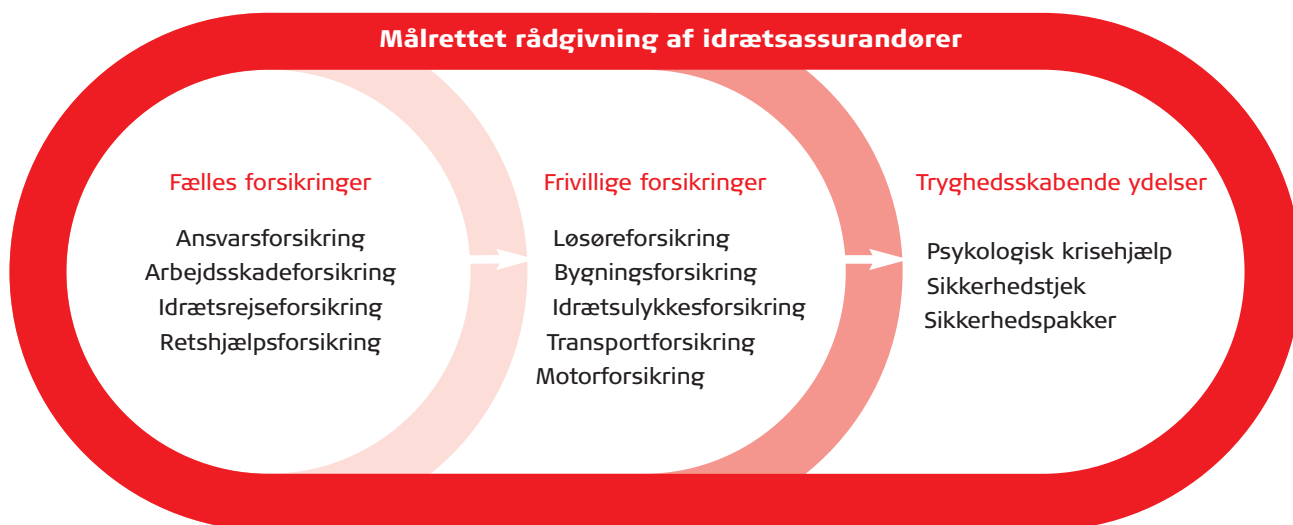 Målrettet rådgivning af idrætsassurandører
Fælles forsikringer
Ansvarsforsikring
Arbejdsskadeforsikring
Idrætsrejseforsikring
Retshjælpsforsikring
Frivillige forsikringer
Løsøreforsikring
Bygningsforsikring
Idrætsulykkesforsikring
Transportforsikring
Motorforsikring
Tryghedsskabende ydelser
Psykologisk krisehjælp
Sikkerhedstjek
Sikkerhedspakker